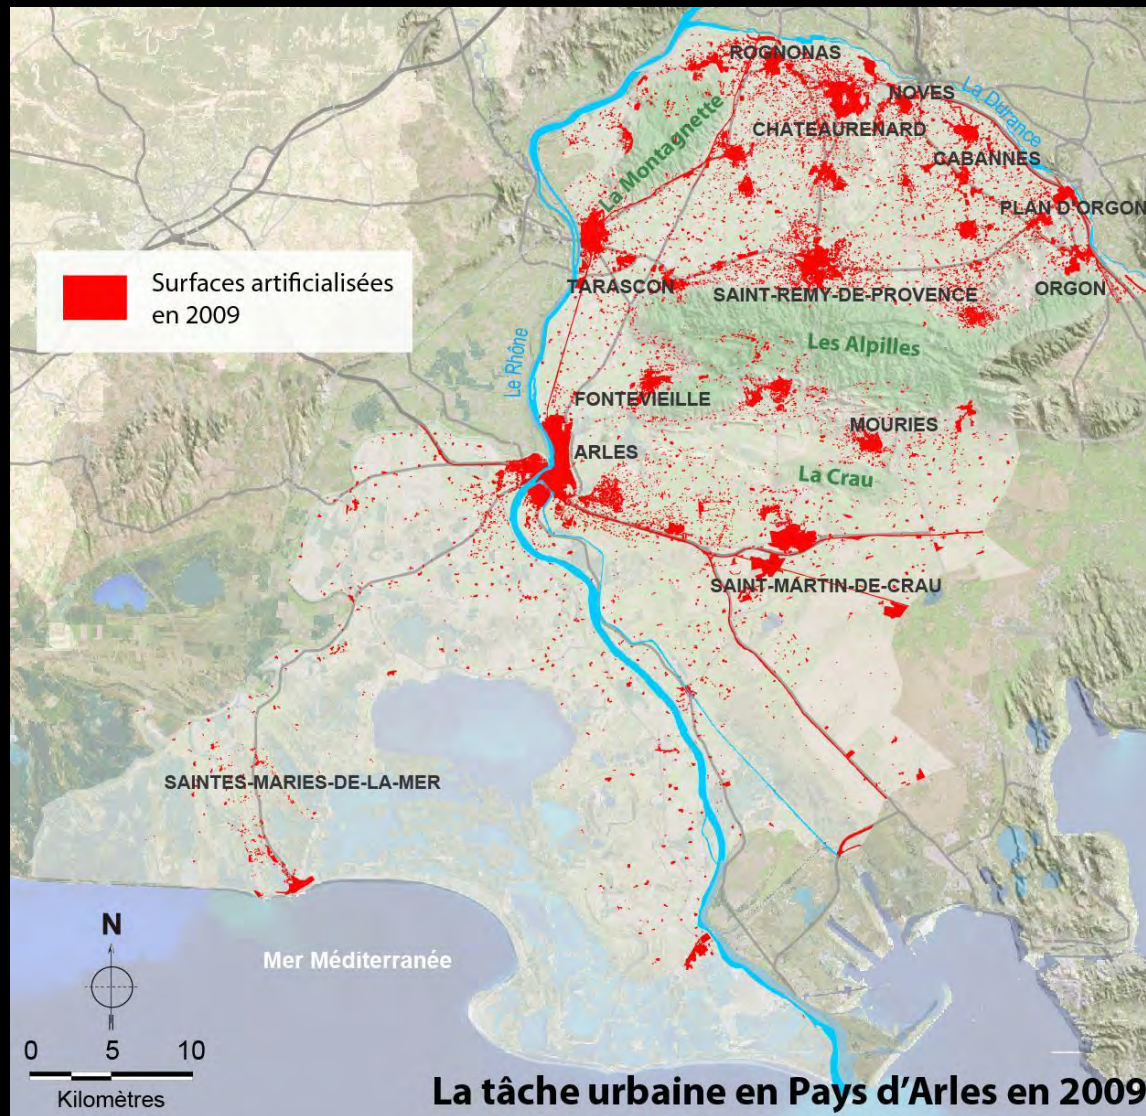 ROGNONAS
NOVES
La Durance
CHATEAURENARD
La Montagnette
CABANNES
PLAN D'ORGON
Surfaces artificialisées
en 2009
TARASCON
SAINT-REMY-DE-PROVENCE
ORGON
Le Rhône
Les Alpilles
FONTEVIEILLE
MOURIES
ARLES
La Crau
SAINT-MARTIN-DE-CRAU
SAINTES-MARIES-DE-LA-MER
N
Mer Méditerranée
0 5 10
Kilomètres
La tâche urbaine en Pays d'Arles en 2009